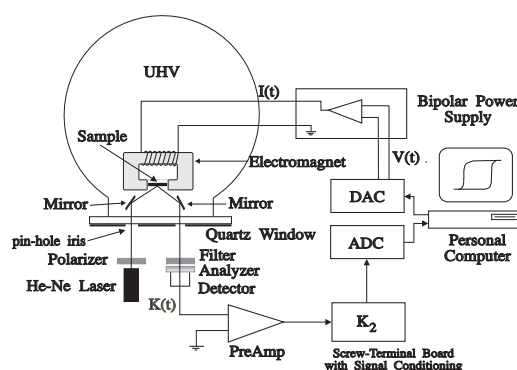 UHV
I(t)
Bipolar Power
Supply
Sample
Electromagnet
V(t)
Mirror
Mirror
DAC
pin-hole iris
Quartz Window
ADC
Personal
Computer
Polarizer
Filter
Analyzer
He-Ne Laser
Detector
K(t)
K2
PreAmp
Screw-Terminal Board
with Signal Conditioning